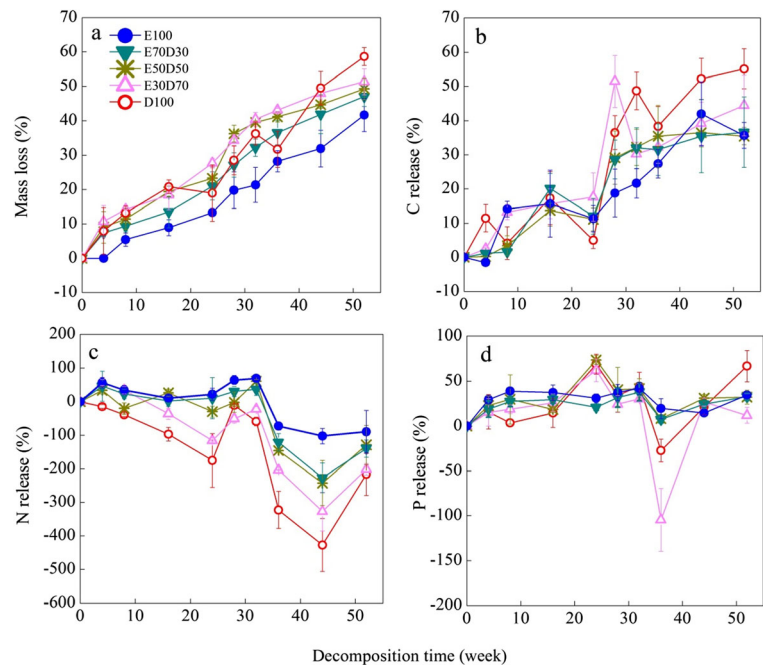 a
E100
E70D30
E50D50
E30D70
D100
Mass loss (%)
70
60
50
40
30
20
10
0
-10
0 10 20 30 40 50
b
C release (%)
70
60
50
40
30
20
10
0
-10
0 10 20 30 40 50
c
N release (%)
200
100
0
-100
-200
-300
-400
-500
-600
0 10 20 30 40 50
d
P release (%)
100
50
0
-50
-100
-150
-200
0 10 20 30 40 50
Decomposition time (week)